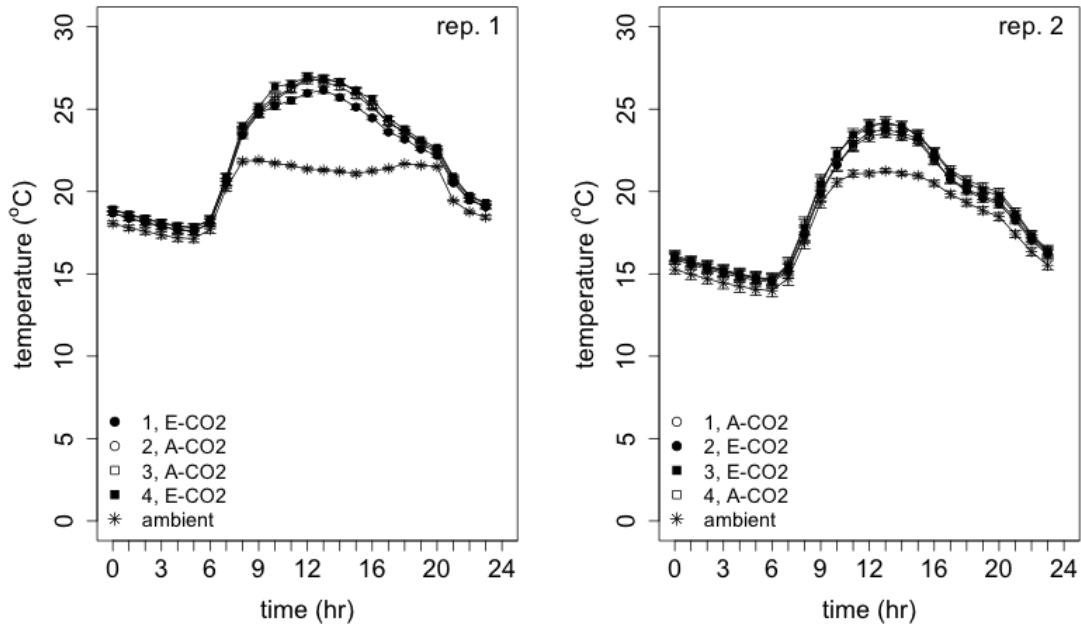 rep. 1
temperature (°C)
30
25
20
15
10
5
0
1, E-CO2
2, A-CO2
3, A-CO2
4, E-CO2
ambient
0 3 6 9 12 16 20 24
time (hr)
rep. 2
temperature (°C)
30
25
20
15
10
5
0
1, A-CO2
2, E-CO2
3, E-CO2
4, A-CO2
ambient
0 3 6 9 12 16 20 24
time (hr)